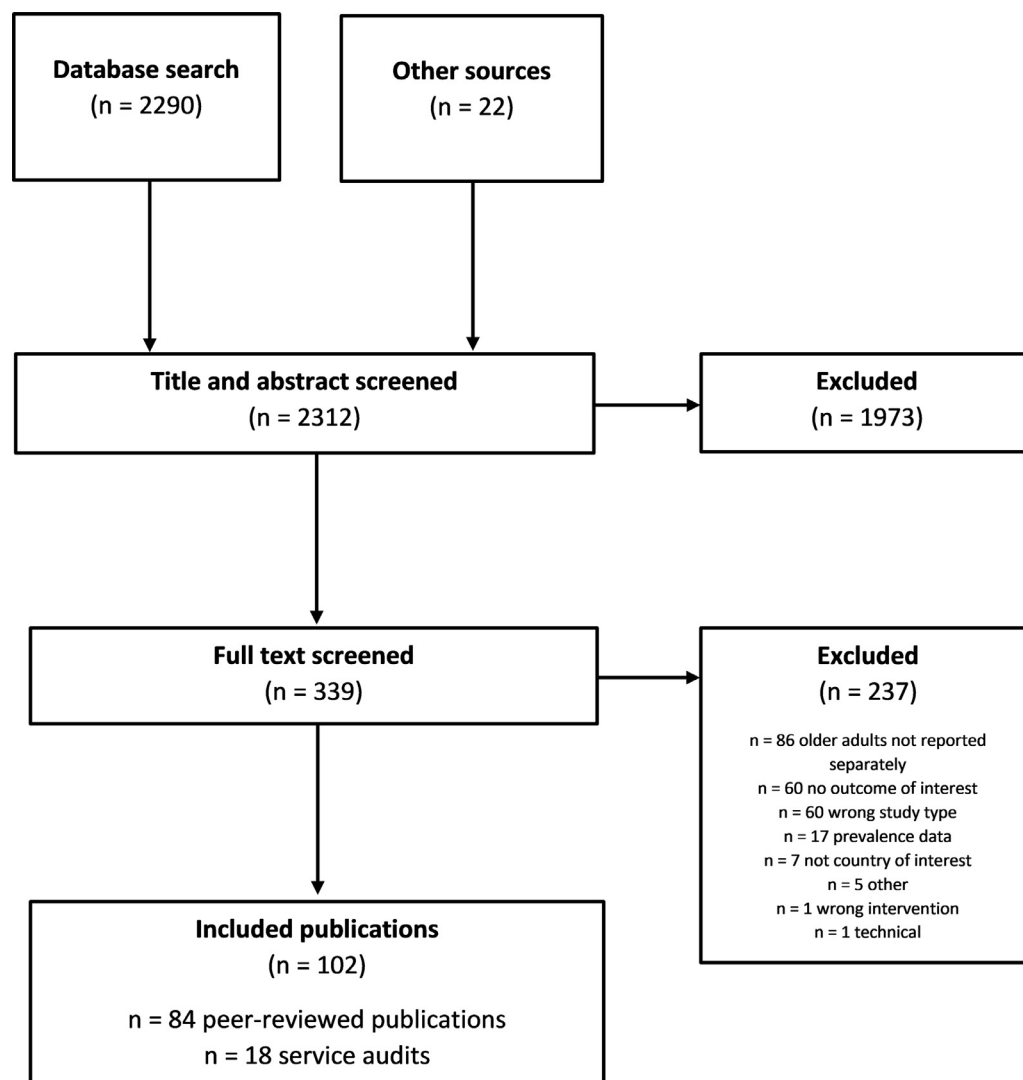 Database search
(n = 2290)
Other sources
(n = 22)
Title and abstract screened
(n = 2312)
Excluded
(n = 1973)
Full text screened
(n = 339)
Excluded
(n = 237)
n = 86 older adults not reported
separately
n = 60 no outcome of interest
n = 60 wrong study type
n = 17 prevalence data
n = 7 not country of interest
n = 5 other
n = 1 wrong intervention
n = 1 technical
Included publications
(n = 102)
n = 84 peer-reviewed publications
n = 18 service audits